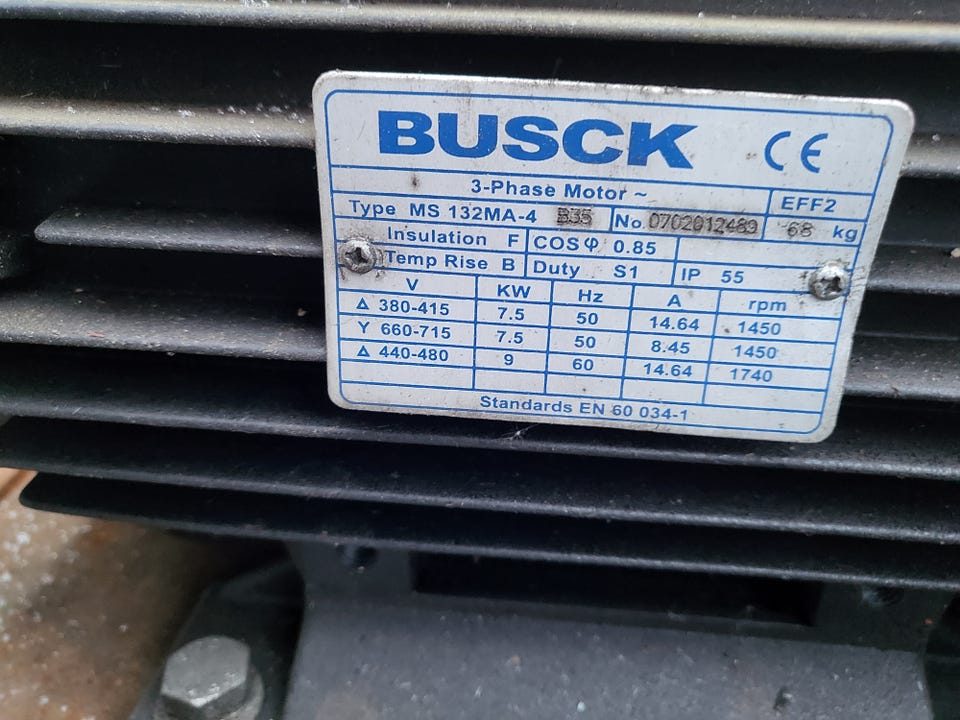 BUSCK CE
3-Phase Motor ~ EFF2
Type MS 132MA-4 B35 No. 0702012489 68 kg
Insulation F COS φ 0.85
Temp Rise B Duty S1 IP 55
V KW Hz A rpm
Δ 380-415 7.5 50 14.64 1450
Y 660-715 7.5 50 8.45 1450
Δ 440-480 9 60 14.64 1740
Standards EN 60 034-1